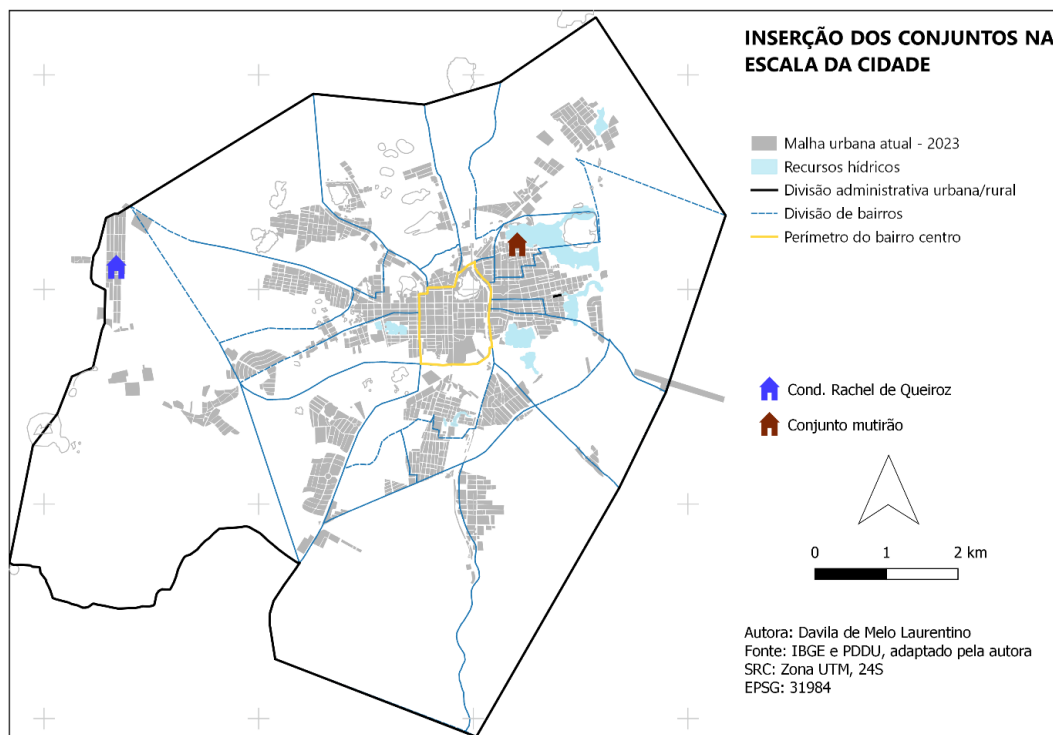 INSERÇÃO DOS CONJUNTOS NA
ESCALA DA CIDADE
Malha urbana atual - 2023
Recursos hídricos
Divisão administrativa urbana/rural
Divisão de bairros
Perímetro do bairro centro
Cond. Rachel de Queiroz
Conjunto mutirão
0 1 2 km
Autora: Davila de Melo Laurentino
Fonte: IBGE e PDDU, adaptado pela autora
SRC: Zona UTM, 24S
EPSG: 31984